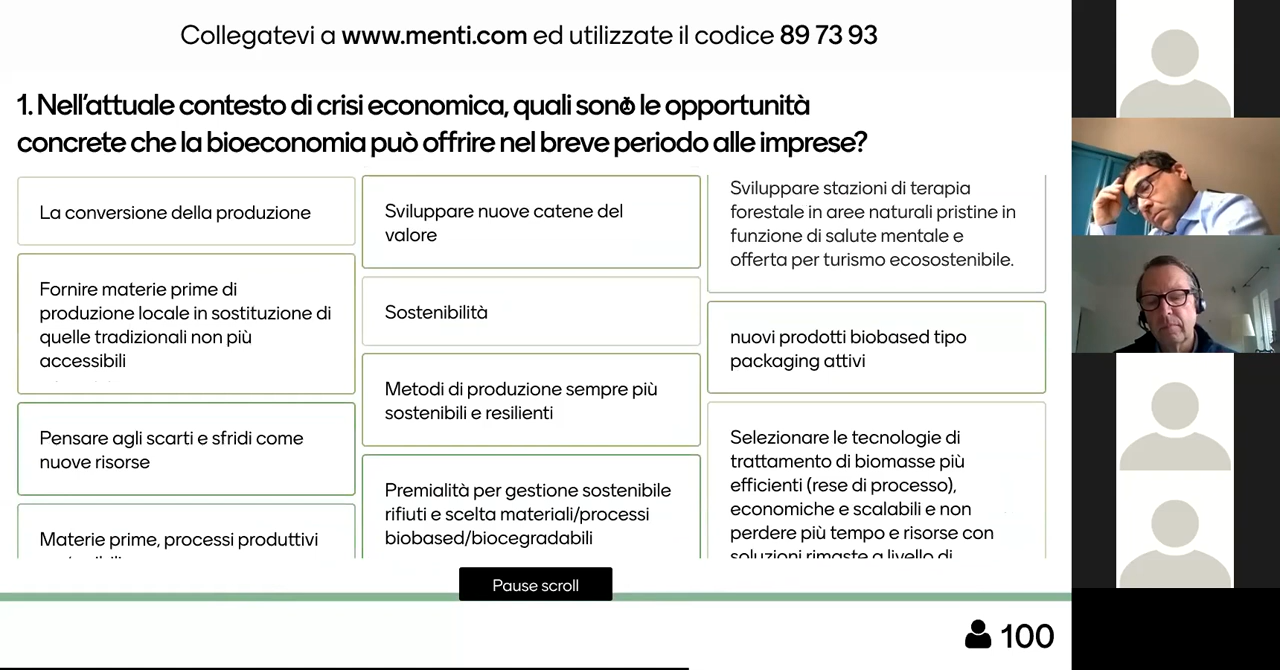 Collegatevi a www.menti.com ed utilizzate il codice 89 73 93
1. Nell'attuale contesto di crisi economica, quali sono le opportunità
concrete che la bioeconomia può offrire nel breve periodo alle imprese?
La conversione della produzione
Fornire materie prime di
produzione locale in sostituzione di
quelle tradizionali non più
accessibili
Pensare agli scarti e sfridi come
nuove risorse
Materie prime, processi produttivi
Sviluppare nuove catene del
valore
Sostenibilità
Metodi di produzione sempre più
sostenibili e resilienti
Premialità per gestione sostenibile
rifiuti e scelta materiali/processi
biobased/biocegradabili
Sviluppare stazioni di terapia
forestale in aree naturali pristine in
funzione di salute mentale e
offerta per turismo ecosostenibile.
nuovi prodotti biobased tipo
packaging attivi
Selezionare le tecnologie di
trattamento di biomasse più
efficienti (rese di processo),
economiche e scalabili e non
perdere più tempo e risorse con
soluzioni rimaste a livello di
Pause scroll
100